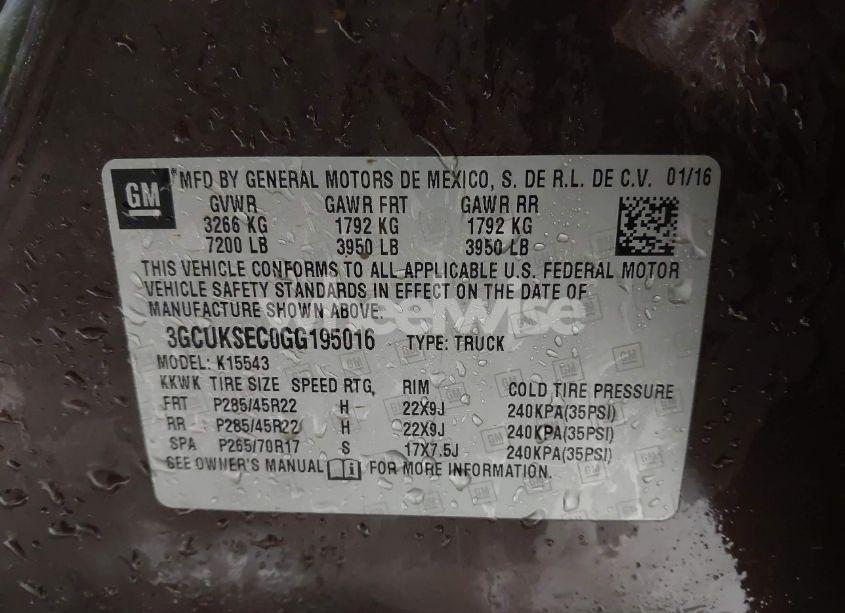 GM MFD BY GENERAL MOTORS DE MEXICO, S. DE R.L. DE C.V. 01/16
GVWR GAWR FRT GAWR RR
3266 KG 1792 KG 1792 KG
7200 LB 3950 LB 3950 LB
THIS VEHICLE CONFORMS TO ALL APPLICABLE U.S. FEDERAL MOTOR
VEHICLE SAFETY STANDARDS IN EFFECT ON THE DATE OF
MANUFACTURE SHOWN ABOVE.
3GCUKSEC0GG195016 TYPE: TRUCK
MODEL: K15543
KKWK TIRE SIZE SPEED RTG, RIM COLD TIRE PRESSURE
FRT P285/45R22 H 22X9J 240KPA(35PSI)
RR P285/45R22 H 22X9J 240KPA(35PSI)
SPA P265/70R17 S 17X7.5J 240KPA(35PSI)
SEE OWNER'S MANUAL FOR MORE INFORMATION.